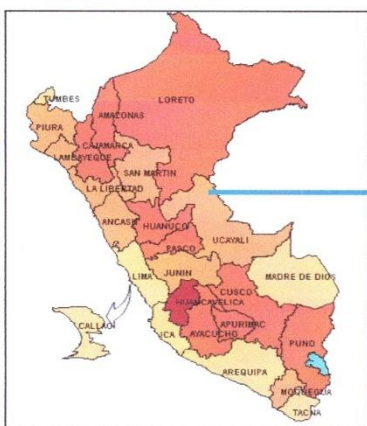 TUMBES
LORETO
PIURA
AMAZONAS
CAJAMARCA
LAMBAYEQUE
SAN MARTIN
LA LIBERTAD
ANCASH
HUANUCO
PASCO
UCAYALI
LIMA
JUNIN
MADRE DE DIOS
CUSCO
HUANCAVELICA
CALLAO
APURIMAC
ICA
AYACUCHO
PUNO
AREQUIPA
MOQUEGUA
TACNA